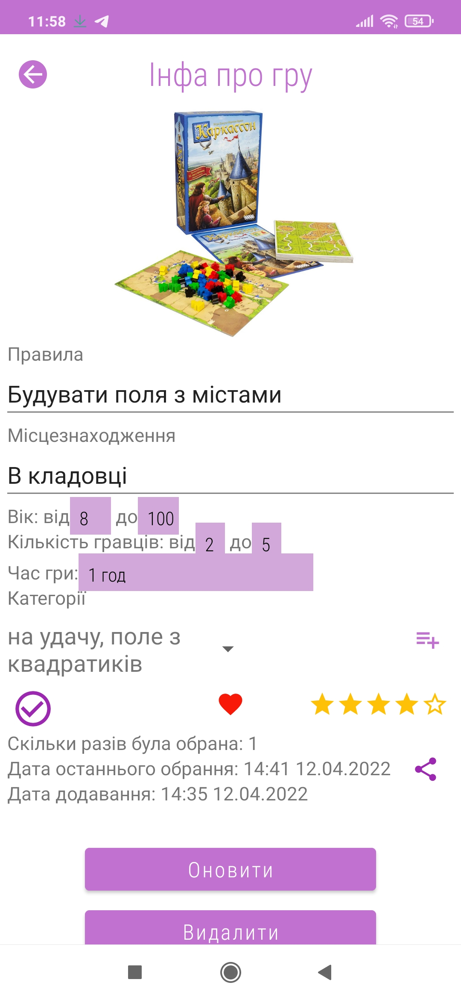 11:58
54
Інфа про гру
Каркассон
Каркассон
Каркассон
Правила
Будувати поля з містами
Місцезнаходження
В кладовці
Вік: від 8 до 100
Кількість гравців: від 2 до 5
Час гри: 1 год
Категорії
на удачу, поле з
квадратиків
Скільки разів була обрана: 1
Дата останнього обрання: 14:41 12.04.2022
Дата додавання: 14:35 12.04.2022
Оновити
Видалити